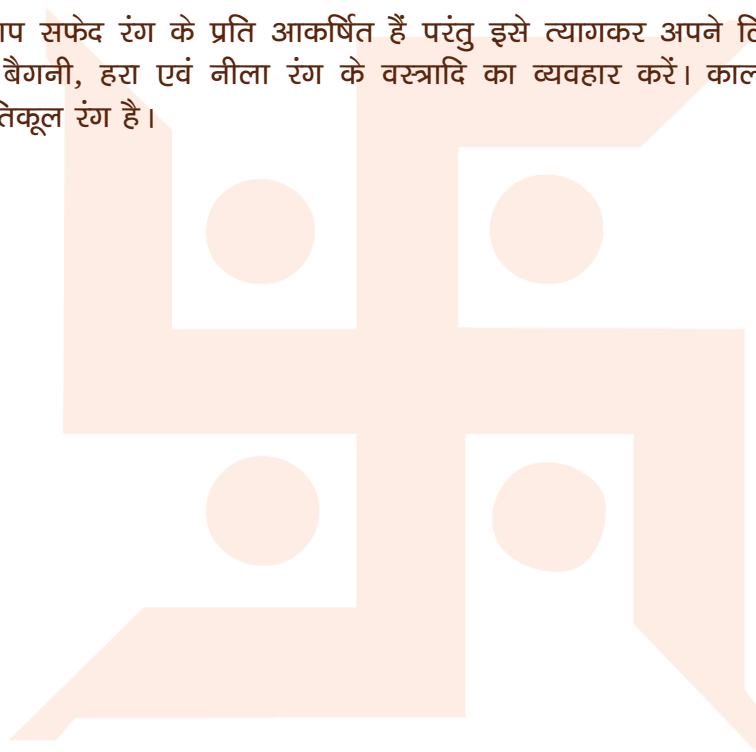 सफेद रंग के प्रति आकर्षित हैं परंतु इसे त्यागकर अपने
बैगनी, हरा एवं नीला रंग के वस्त्रादि का व्यवहार करें।
रंग है।